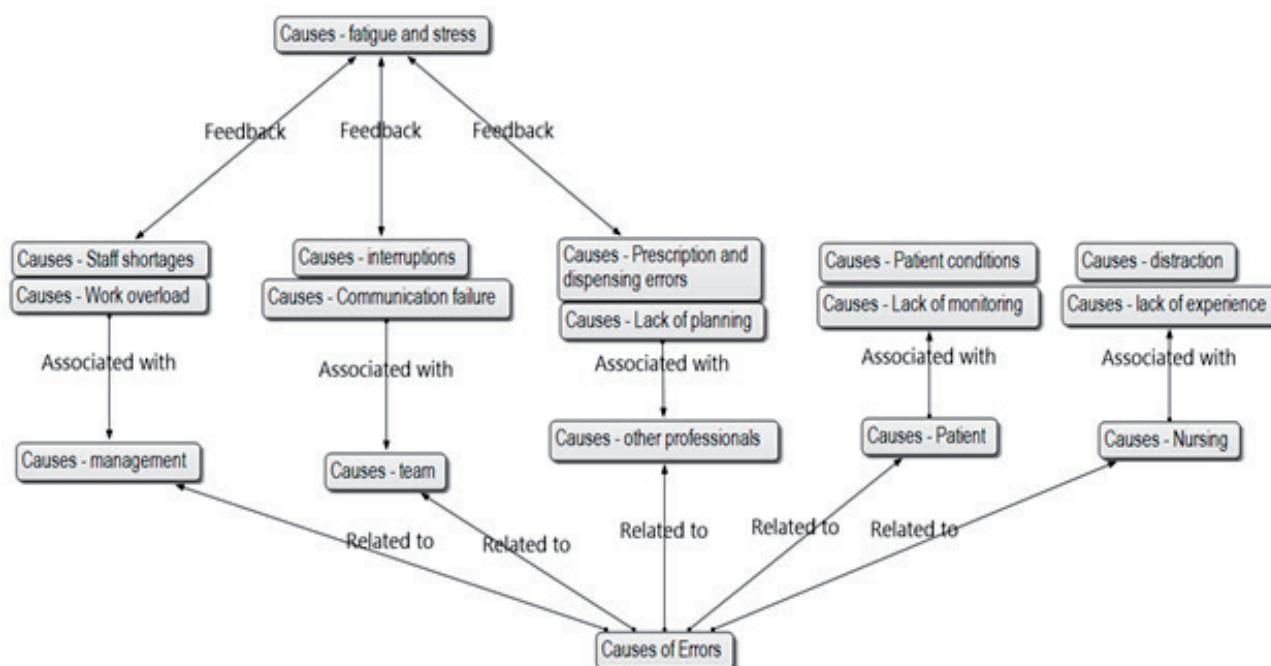 Causes - fatigue and stress
Feedback
Feedback
Feedback
Causes - Staff shortages
Causes - Work overload
Causes - interruptions
Causes - Communication failure
Causes - Prescription and
dispensing errors
Causes - Lack of planning
Causes - Patient conditions
Causes - Lack of monitoring
Causes - distraction
Causes - lack of experience
Associated with
Associated with
Associated with
Associated with
Associated with
Causes - management
Causes - team
Causes - other professionals
Causes - Patient
Causes - Nursing
Related to
Related to
Related to
Related to
Related to
Causes of Errors